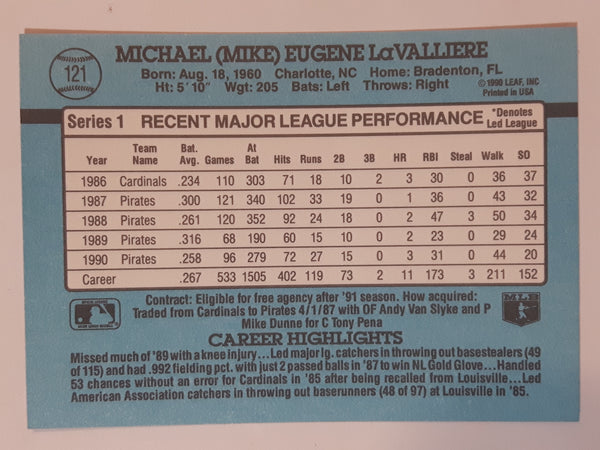 121
MICHAEL (MIKE) EUGENE LaVALLIERE
Born: Aug. 18, 1960 Charlotte, NC Home: Bradenton, FL
Ht: 5' 10" Wgt: 205 Bats: Left Throws: Right
© 1990 LEAF, INC
Printed in USA
Series 1 RECENT MAJOR LEAGUE PERFORMANCE *Denotes Led League
Year Team Name Bat. Avg. Games At Bat Hits Runs 2B 3B HR RBI Steal Walk SO
1986 Cardinals .234 110 303 71 18 10 2 3 30 0 36 37
1987 Pirates .300 121 340 102 33 19 0 1 36 0 43 32
1988 Pirates .261 120 352 92 24 18 0 2 47 3 50 34
1989 Pirates .316 68 190 60 15 10 0 2 23 0 29 24
1990 Pirates .258 96 279 72 27 15 0 3 31 0 44 20
Career .267 533 1505 402 119 73 2 11 173 3 211 152
Contract: Eligible for free agency after '91 season. How acquired:
Traded from Cardinals to Pirates 4/1/87 with OF Andy Van Slyke and P
Mike Dunne for C Tony Pena
MLB
CAREER HIGHLIGHTS
Missed much of '89 with a knee injury...Led major lg. catchers in throwing out basestealers (49
of 115) and had .992 fielding pct. with just 2 passed balls in '87 to win NL Gold Glove...Handled
53 chances without an error for Cardinals in '85 after being recalled from Louisville...Led
American Association catchers in throwing out baserunners (48 of 97) at Louisville in '85.